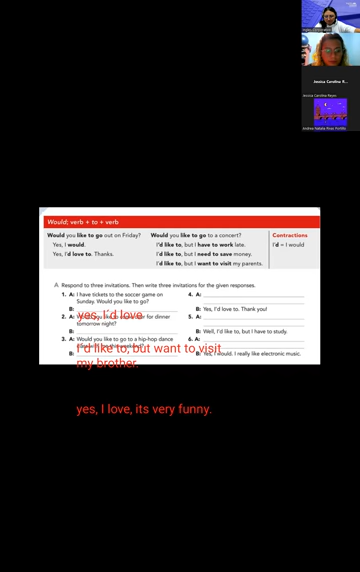 Jessica Carolina R...
Jessica Carolina Reyes
Would; verb + to + verb
Would you like to go out on Friday?
Yes, I would.
Yes, I'd love to. Thanks.
Would you like to go to a concert?
I'd like to, but I have to work late.
I'd like to, but I need to save money.
I'd like to, but I want to visit my parents.
Contractions
I'd = I would
A Respond to three invitations. Then write three invitations for the given responses.
1. A: I have tickets to the soccer game on
Sunday. Would you like to go?
B:
yes, I´d love
2. A: for dinner
tomorrow night?
B:
I´d like to, but want to visit
my brother.
3. A: Would you like to go to a hip-hop dance
B:
yes, I love, its very funny.
4. A:
B: Yes, I'd love to. Thank you!
5. A:
B: Well, I'd like to, but I have to study.
6. A:
B: Yes, I would. I really like electronic music.